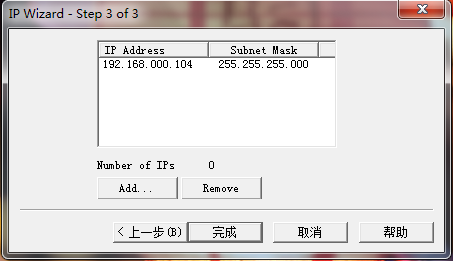 IP Wizard - Step 3 of 3
IP Address Subnet Mask
192.168.000.104 255.255.255.000
Number of IPs 0
Add... Remove
< 上一步(B) 完成 取消 帮助